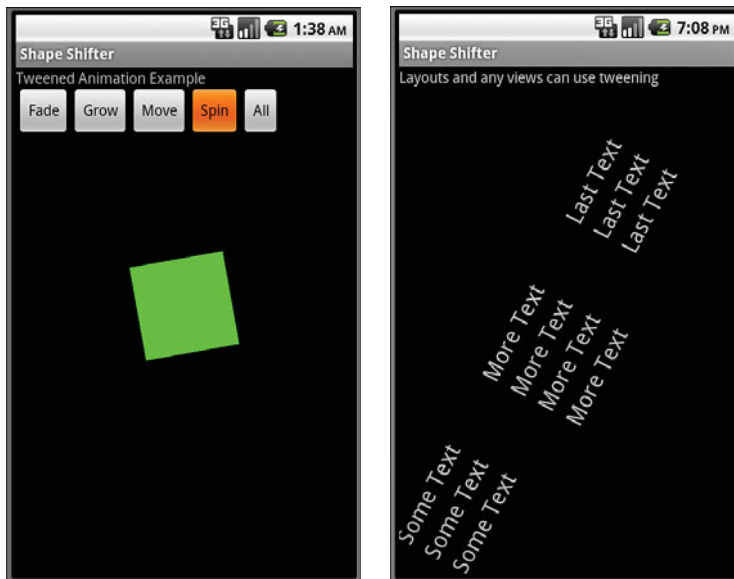 3G 1:38 AM
Shape Shifter
Tweened Animation Example
Fade Grow Move Spin All
3G 7:08 PM
Shape Shifter
Layouts and any views can use tweening
Last Text
Last Text
Last Text
More Text
More Text
More Text
More Text
Some Text
Some Text
Some Text